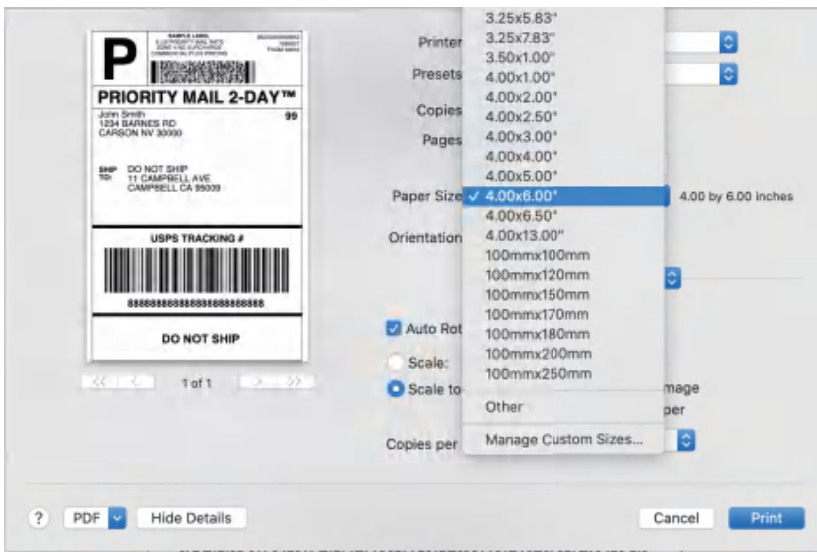 P
SAMPLE LABEL
PRIORITY MAIL 2-DAY™
John Smith
99
1234 BARNES RD
CARSON NV 30000
SHIP
TO:
DO NOT SHIP
11 CAMPBELL AVE
CAMPBELL CA 95009
USPS TRACKING #
DO NOT SHIP
1 of 1
Printer
Presets
Copies
Pages
Paper Size
4.00 by 6.00 inches
Orientation
Auto Rot
Scale:
Scale to
mage
per
Copies per
3.25x5.83"
3.25x7.83"
3.50x1.00"
4.00x1.00"
4.00x2.00"
4.00x2.50"
4.00x3.00"
4.00x4.00"
4.00x5.00"
✓ 4.00x6.00"
4.00x6.50"
4.00x13.00"
100mmx100mm
100mmx120mm
100mmx150mm
100mmx170mm
100mmx180mm
100mmx200mm
100mmx250mm
Other
Manage Custom Sizes...
? PDF Hide Details Cancel Print